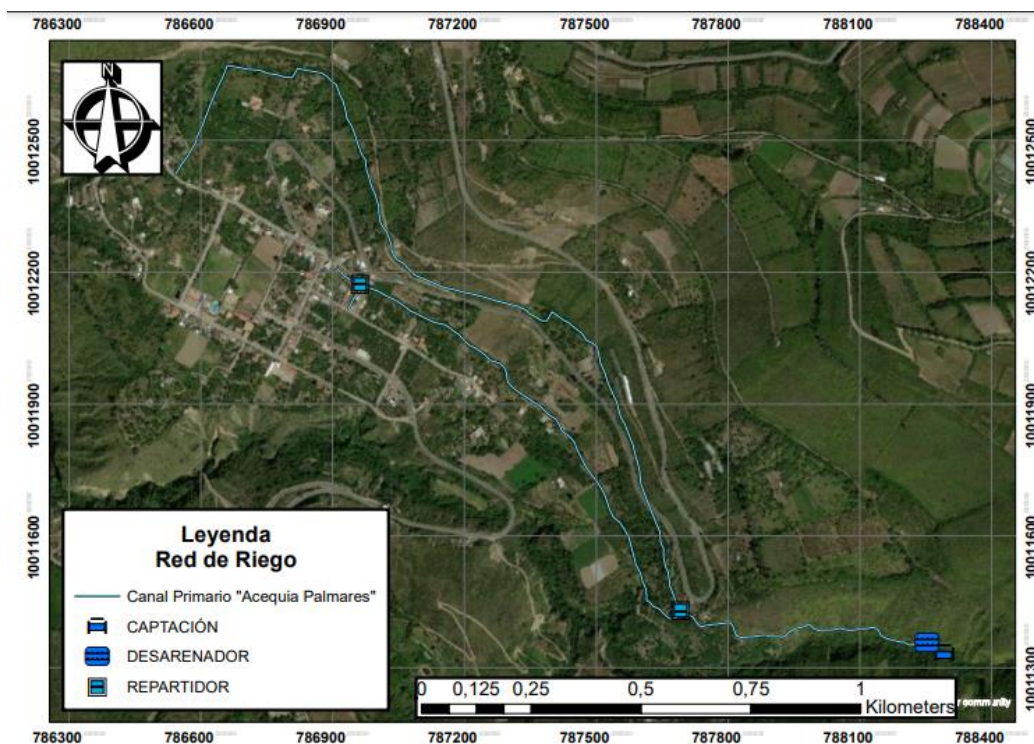 786300 786600 786900 787200 787500 787800 788100 788400
N
10012500 10012500
10012200 10012200
10011900 10011900
10011600 10011600
10011300 10011300
Leyenda
Red de Riego
Canal Primario "Acequia Palmares"
CAPTACIÓN
DESARENADOR
REPARTIDOR
0 0,125 0,25 0,5 0,75 1
Kilometers
community
786300 786600 786900 787200 787500 787800 788100 788400